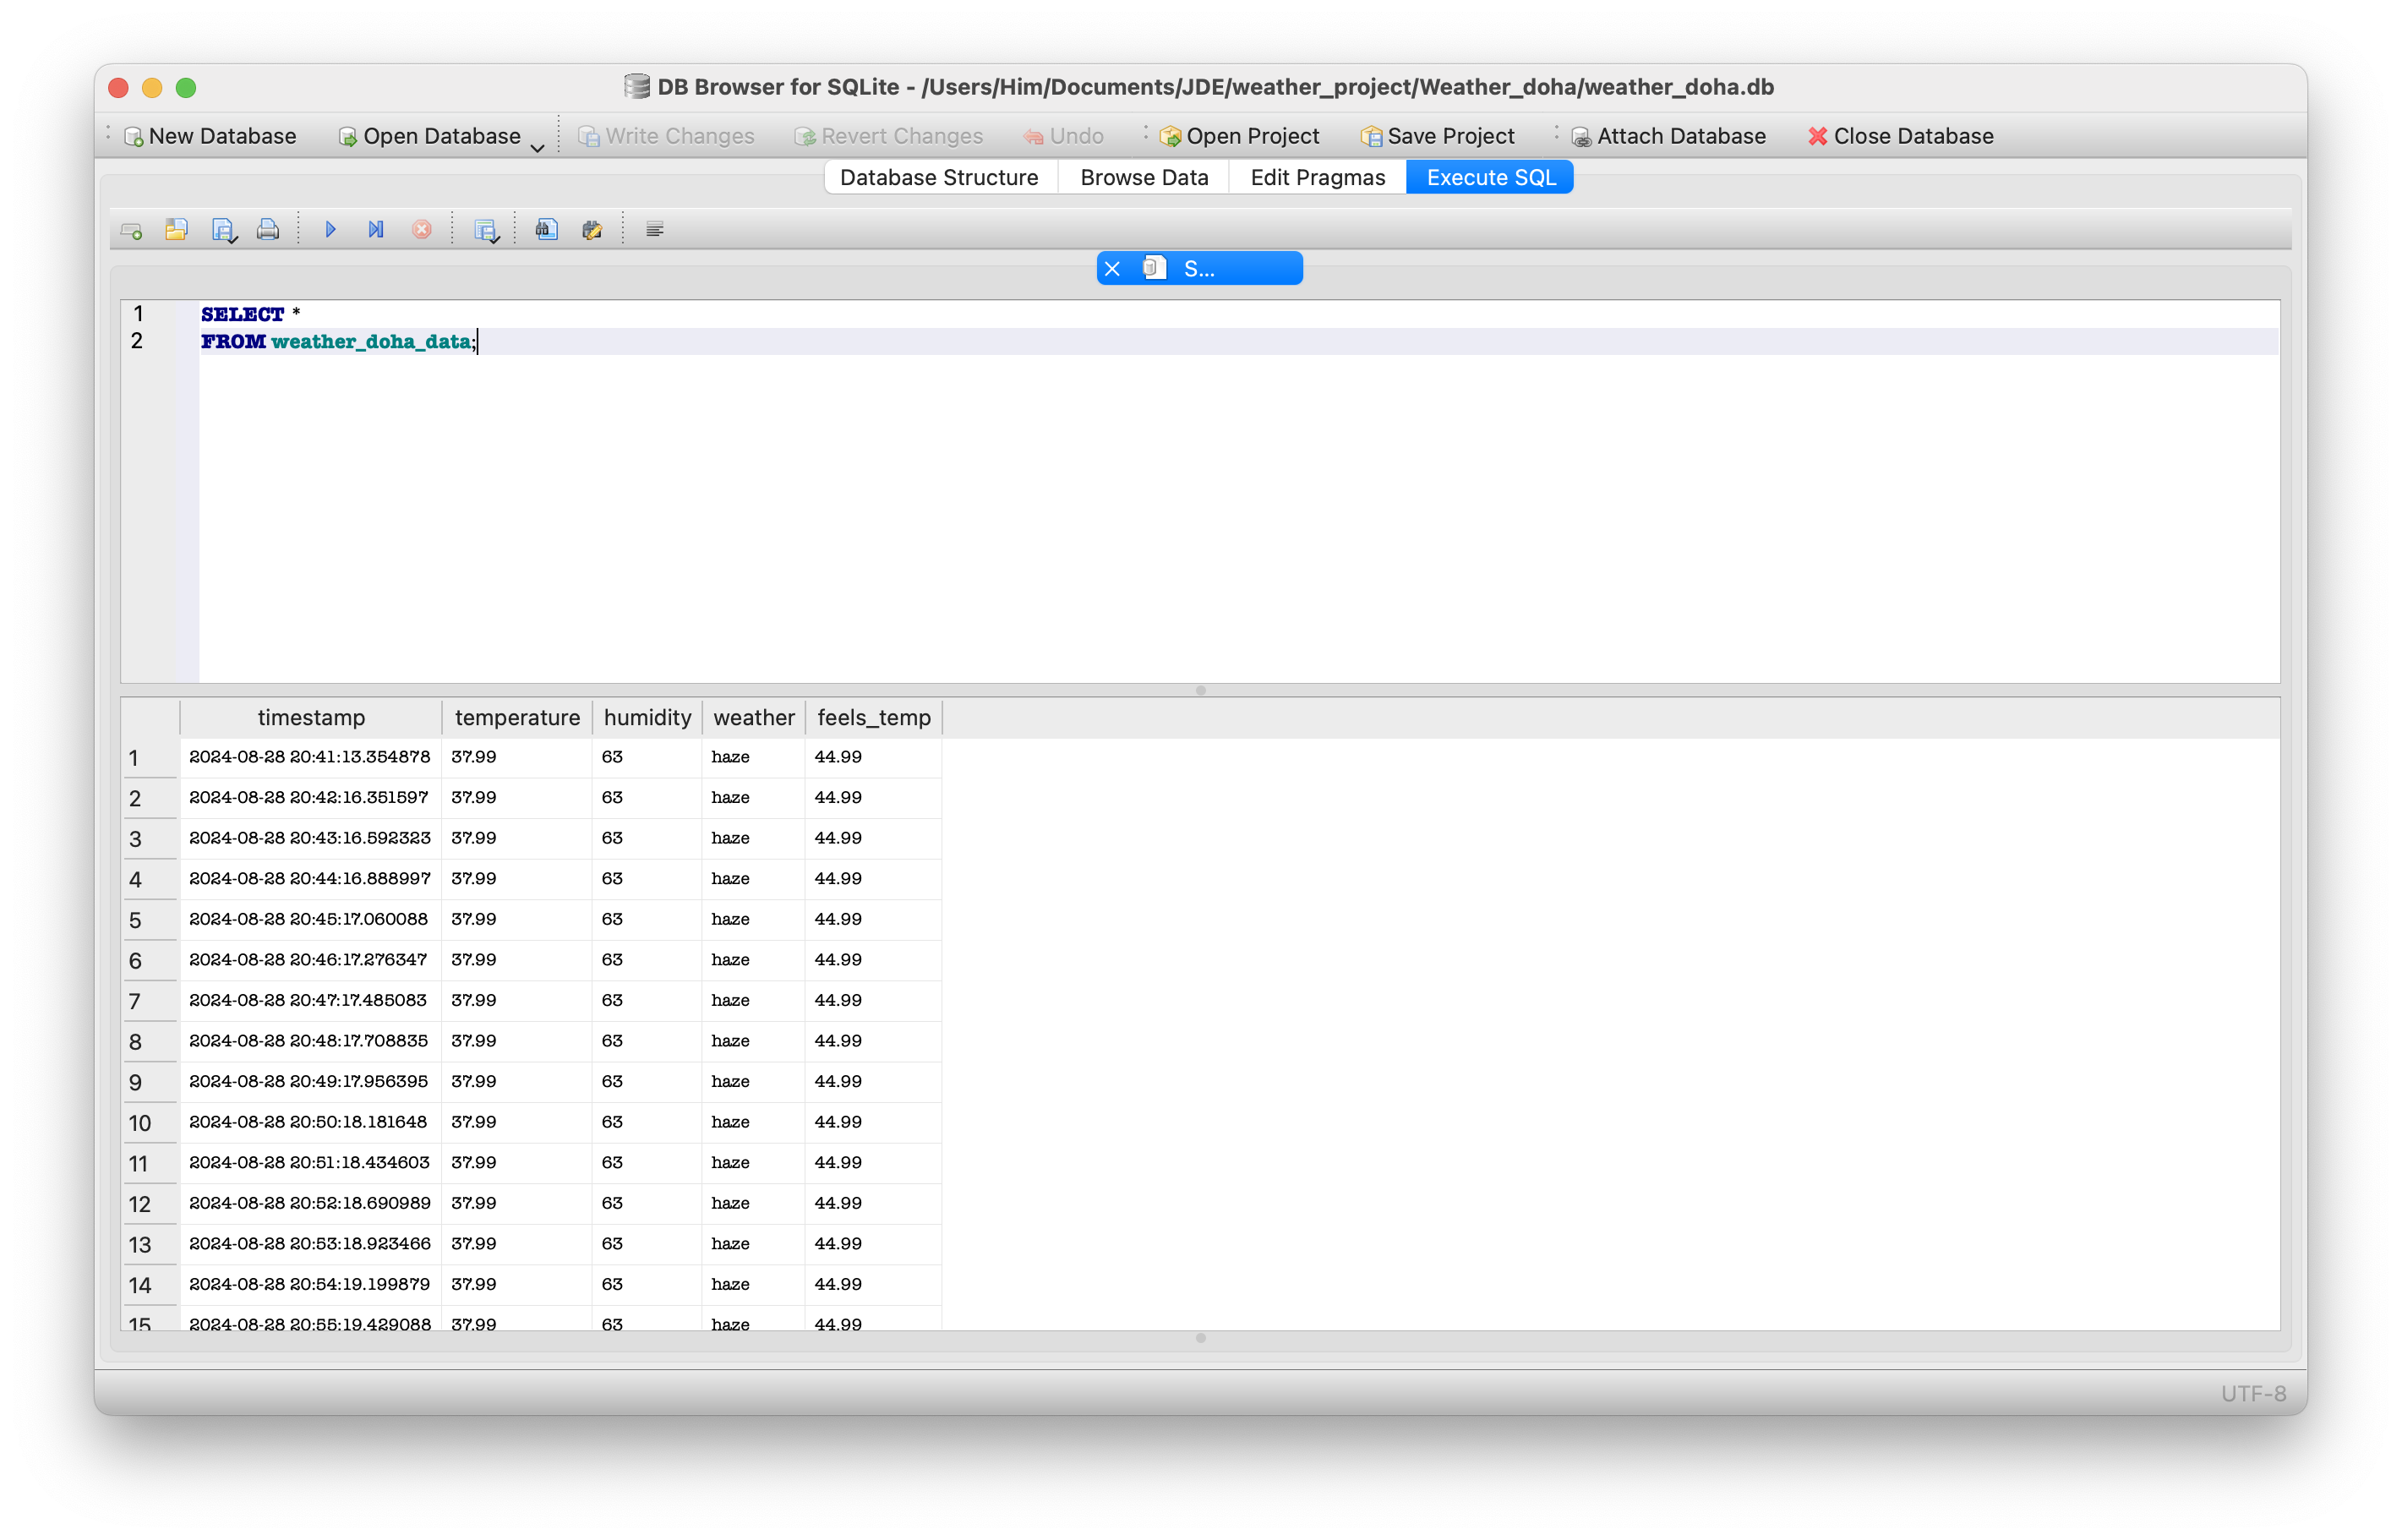 DB Browser for SQLite - /Users/Him/Documents/JDE/weather_project/Weather_doha/weather_doha.db
New Database Open Database Write Changes Revert Changes Undo Open Project Save Project Attach Database Close Database
Database Structure Browse Data Edit Pragmas Execute SQL
S...
1 SELECT *
2 FROM weather_doha_data;
timestamp temperature humidity weather feels_temp
1 2024-08-28 20:41:13.354878 37.99 63 haze 44.99
2 2024-08-28 20:42:16.351597 37.99 63 haze 44.99
3 2024-08-28 20:43:16.592323 37.99 63 haze 44.99
4 2024-08-28 20:44:16.888997 37.99 63 haze 44.99
5 2024-08-28 20:45:17.060088 37.99 63 haze 44.99
6 2024-08-28 20:46:17.276347 37.99 63 haze 44.99
7 2024-08-28 20:47:17.485083 37.99 63 haze 44.99
8 2024-08-28 20:48:17.708835 37.99 63 haze 44.99
9 2024-08-28 20:49:17.956395 37.99 63 haze 44.99
10 2024-08-28 20:50:18.181648 37.99 63 haze 44.99
11 2024-08-28 20:51:18.434603 37.99 63 haze 44.99
12 2024-08-28 20:52:18.690989 37.99 63 haze 44.99
13 2024-08-28 20:53:18.923466 37.99 63 haze 44.99
14 2024-08-28 20:54:19.199879 37.99 63 haze 44.99
15 2024-08-28 20:55:19.429088 37.99 63 haze 44.99
UTF-8